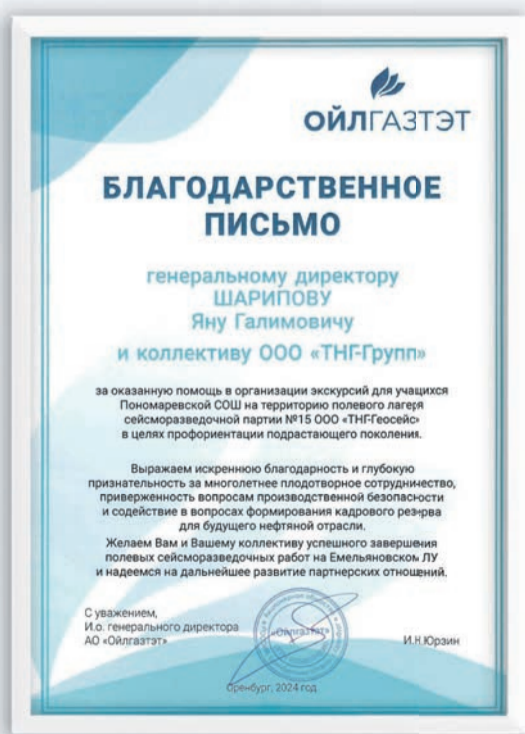 ОЙЛГАЗТЭТ
БЛАГОДАРСТВЕННОЕ
ПИСЬМО
генеральному директору
ШАРИПОВУ
Яну Галимовичу
и коллективу ООО «ТНГ-Групп»
за оказанную помощь в организации экскурсий для учащихся
Пономаревской СОШ на территорию полевого лагеря
сейсморазведочной партии №15 ООО «ТНГ-Геосейс»
в целях профориентации подрастающего поколения.
Выражаем искреннюю благодарность и глубокую
признательность за многолетнее плодотворное сотрудничество,
приверженность вопросам производственной безопасности
и содействие в вопросах формирования кадрового резерва
для будущего нефтяной отрасли.
Желаем Вам и Вашему коллективу успешного завершения
полевых сейсморазведочных работ на Емельяновском ЛУ
и надеемся на дальнейшее развитие партнерских отношений.
С уважением,
И.о. генерального директора
АО «Ойлгазтэт»
«Ойлгазтэт»
И.Н.Юрзин
Оренбург, 2024 год